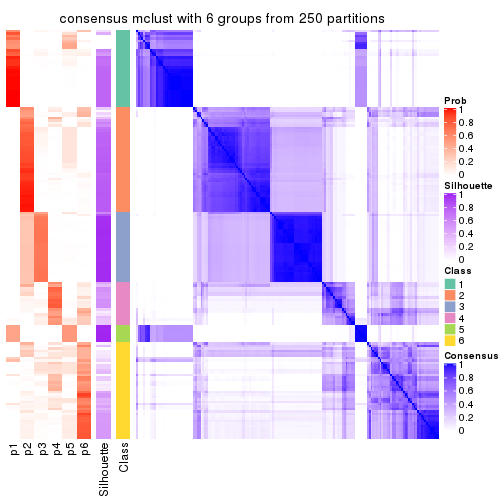 consensus mclust with 6 groups from 250 partitions
Prob
1
0.8
0.6
0.4
0.2
0
Silhouette
1
0.8
0.6
0.4
0.2
0
Class
1
2
3
4
5
6
Consensus
1
0.8
0.6
0.4
0.2
0
p1
p2
p3
p4
p5
p6
Silhouette
Class